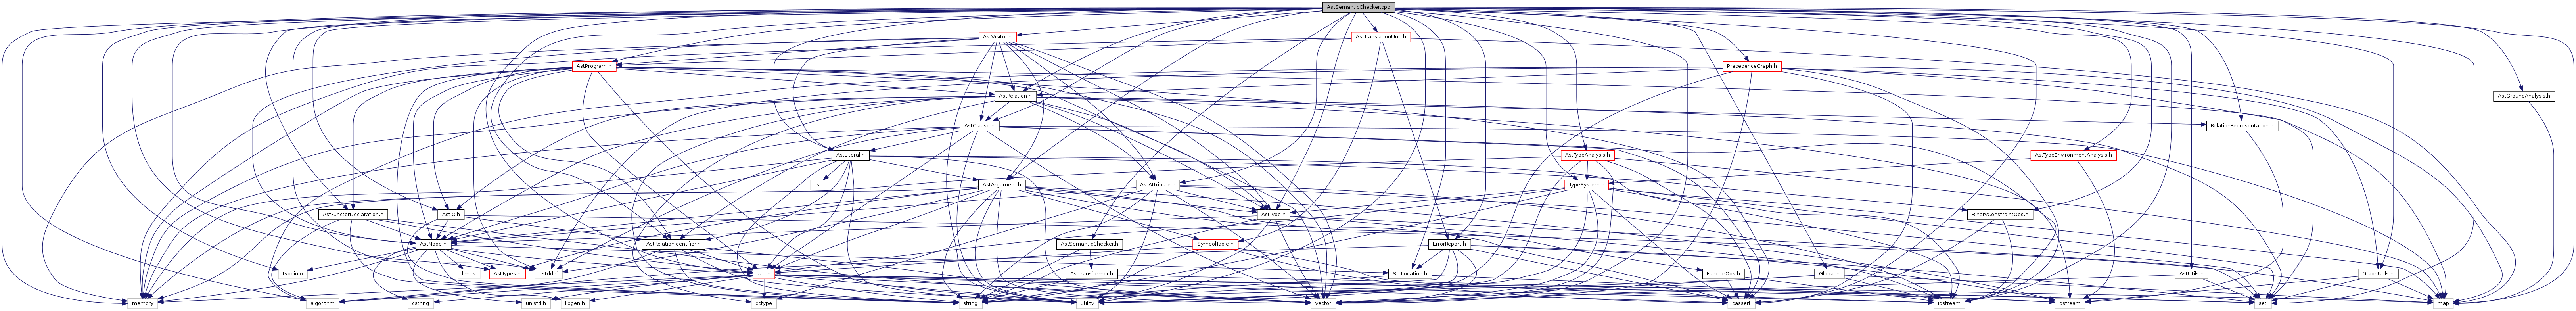 AstSemanticChecker.cpp
AstVisitor.h
AstTranslationUnit.h
AstProgram.h
PrecedenceGraph.h
AstRelation.h
AstGroundAnalysis.h
AstClause.h
RelationRepresentation.h
AstLiteral.h
AstTypeAnalysis.h
AstTypeEnvironmentAnalysis.h
list
AstArgument.h
AstAttribute.h
TypeSystem.h
AstFunctorDeclaration.h
AstIO.h
AstType.h
BinaryConstraintOps.h
AstNode.h
AstRelationIdentifier.h
AstSemanticChecker.h
SymbolTable.h
ErrorReport.h
typeinfo
limits
AstTypes.h
cstddef
Util.h
AstTransformer.h
SrcLocation.h
FunctorOps.h
Global.h
AstUtils.h
GraphUtils.h
memory
algorithm
cstring
unistd.h
libgen.h
cctype
string
utility
vector
cassert
iostream
ostream
set
map